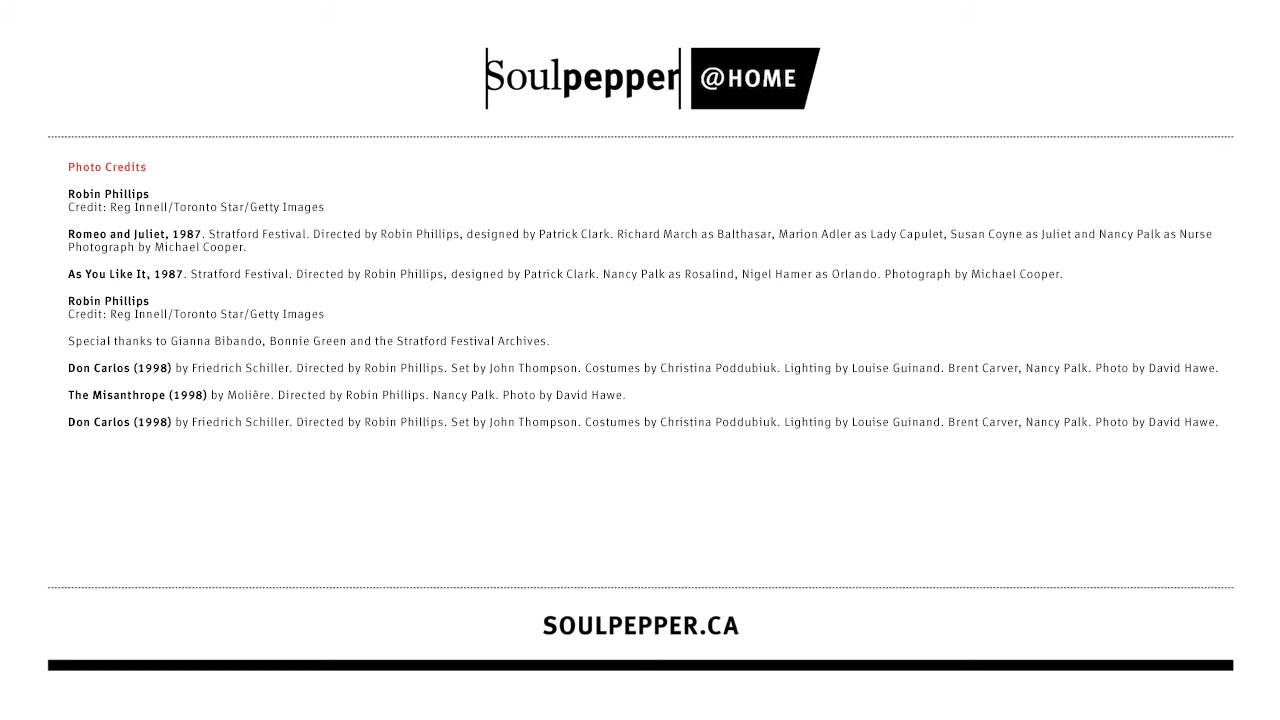 Soulpepper @HOME
Photo Credits
Robin Phillips
Credit: Reg Innell/Toronto Star/Getty Images
Romeo and Juliet, 1987. Stratford Festival. Directed by Robin Phillips, designed by Patrick Clark. Richard March as Balthasar, Marion Adler as Lady Capulet, Susan Coyne as Juliet and Nancy Palk as Nurse
Photograph by Michael Cooper.
As You Like It, 1987. Stratford Festival. Directed by Robin Phillips, designed by Patrick Clark. Nancy Palk as Rosalind, Nigel Hamer as Orlando. Photograph by Michael Cooper.
Robin Phillips
Credit: Reg Innell/Toronto Star/Getty Images
Special thanks to Gianna Bibando, Bonnie Green and the Stratford Festival Archives.
Don Carlos (1998) by Friedrich Schiller. Directed by Robin Phillips. Set by John Thompson. Costumes by Christina Poddubiuk. Lighting by Louise Guinand. Brent Carver, Nancy Palk. Photo by David Hawe.
The Misanthrope (1998) by Molière. Directed by Robin Phillips. Nancy Palk. Photo by David Hawe.
Don Carlos (1998) by Friedrich Schiller. Directed by Robin Phillips. Set by John Thompson. Costumes by Christina Poddubiuk. Lighting by Louise Guinand. Brent Carver, Nancy Palk. Photo by David Hawe.
SOULPEPPER.CA